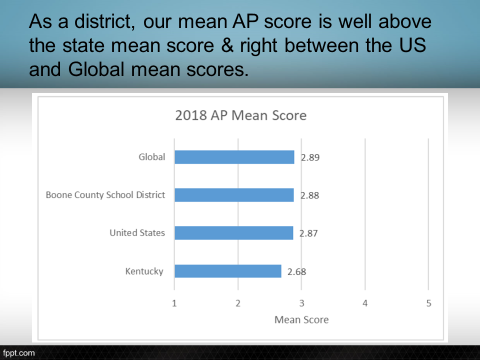 As a district, our mean AP score is well above
the state mean score & right between the US
and Global mean scores.
2018 AP Mean Score
Global 2.89
Boone County School District 2.88
United States 2.87
Kentucky 2.68
1 2 3 4 5
Mean Score
fppt.com